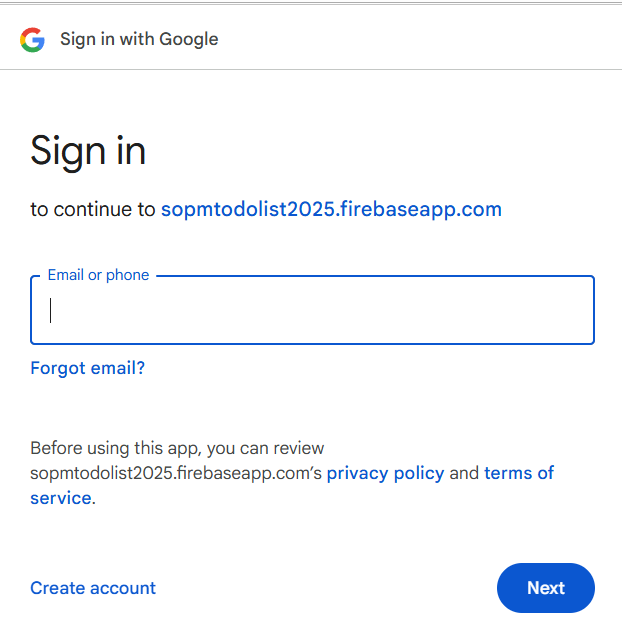 Sign in with Google
Sign in
to continue to sopmtodolist2025.firebaseapp.com
Email or phone
Forgot email?
Before using this app, you can review
sopmtodolist2025.firebaseapp.com's privacy policy and terms of
service.
Create account
Next